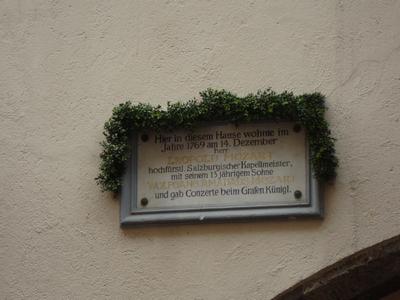 Hier in diesem Hause wohnte im
Jahre 1769 am 14. Dezember
herr
LEOPOLD MOZART
hochfürstl. Salzburgischer Kapellmeister,
mit seinem 13 jährigem Sohne
WOLFGANG AMADEUS MOZART
und gab Conzerte beim Grafen Künigl.